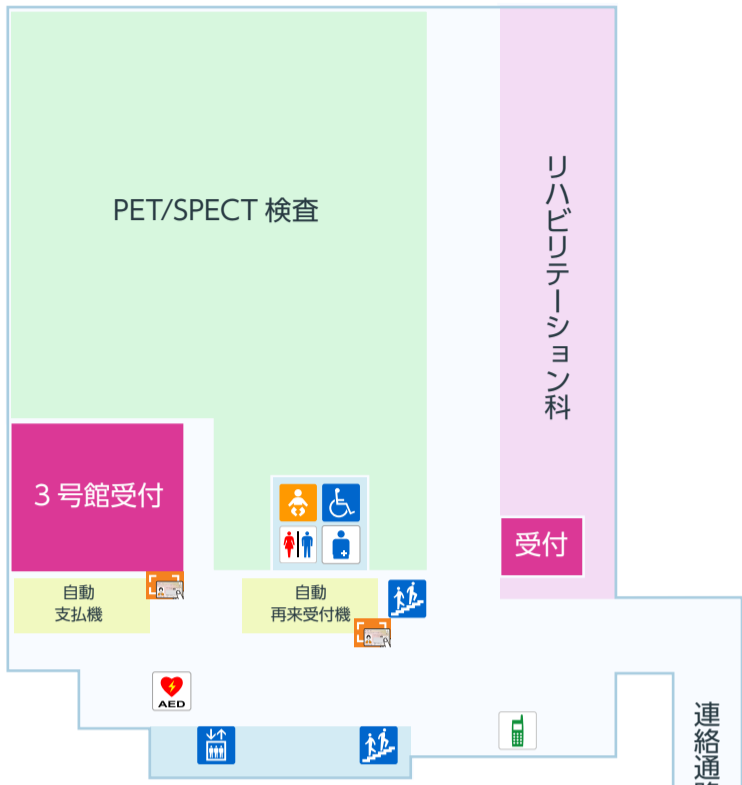 PET/SPECT 検査
リハビリテーション科
3 号館受付
受付
自動
支払機
自動
再来受付機
AED
連絡通